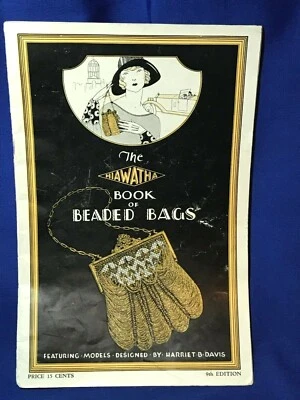 The
HIAWATHA
BOOK
OF
BEADED BAGS
FEATURING · MODELS · DESIGNED · BY · HARRIET · B · DAVIS
PRICE 15 CENTS
9th EDITION